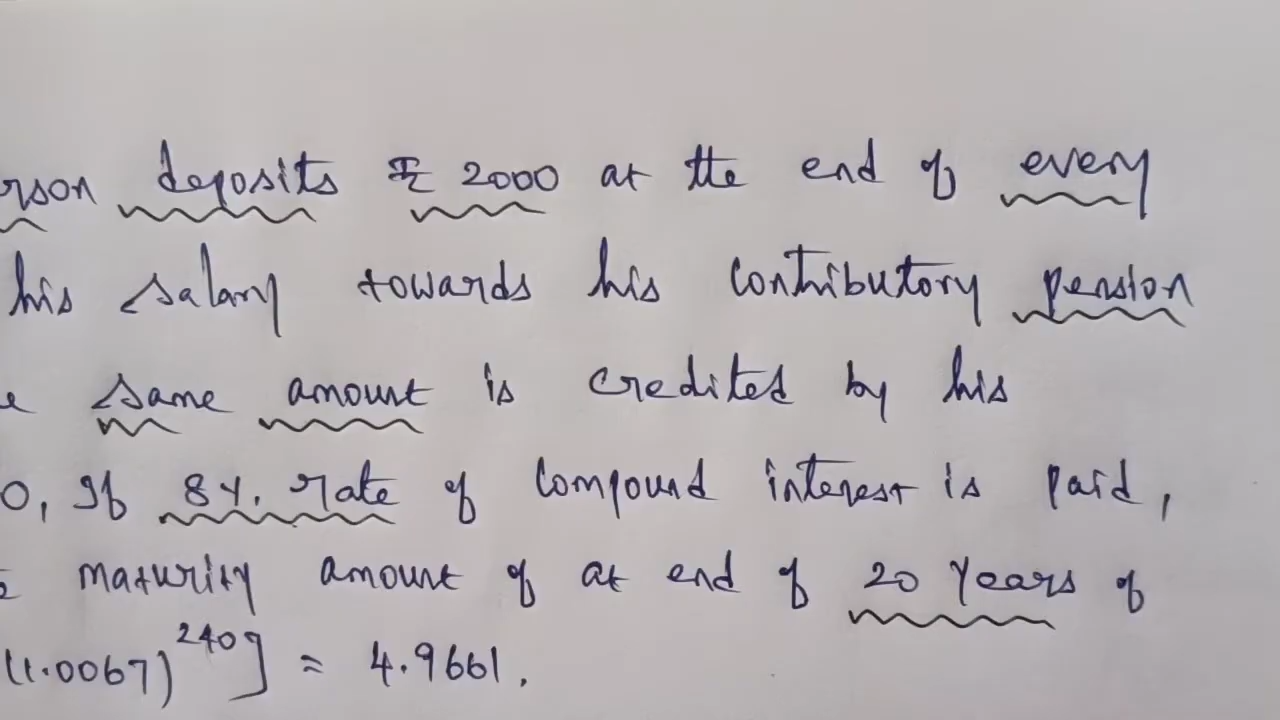 rson deposits ₹ 2000 at the end of every
his salary towards his contributory pension
e same amount is credited by his
0, If 8%. rate of compound interest is paid,
maturity amount of at end of 20 years of
(1.0067)^240] = 4.9661.